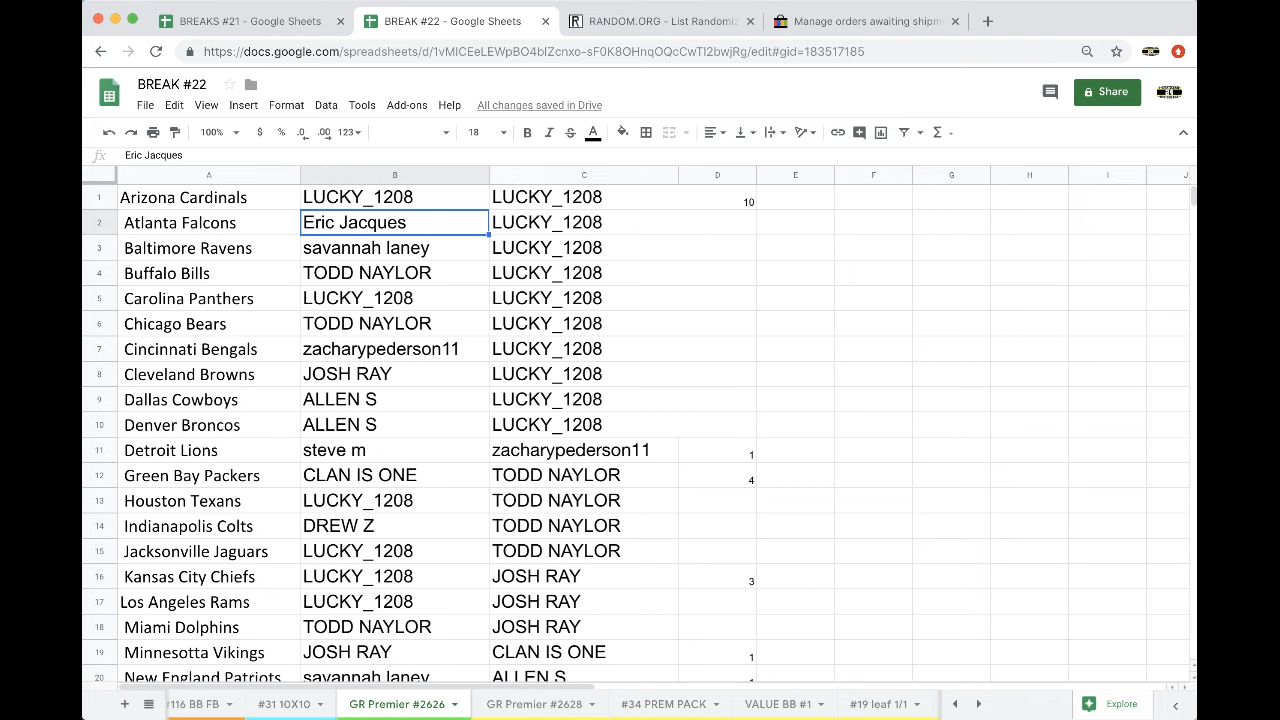 BREAKS #21 - Google Sheets
BREAK #22 - Google Sheets
RANDOM.ORG - List Randomiz
Manage orders awaiting shipm
https://docs.google.com/spreadsheets/d/1vMlCEeLEWpBO4bIZcnxo-sF0K8OHnqOQcCwTl2bwjRg/edit#gid=183517185
BREAK #22
File Edit View Insert Format Data Tools Add-ons Help All changes saved in Drive
Share
100% $ % .0 .00 123 18 B I S A
fx Eric Jacques
A B C D E F G H I J
1 Arizona Cardinals LUCKY_1208 LUCKY_1208 10
2 Atlanta Falcons Eric Jacques LUCKY_1208
3 Baltimore Ravens savannah laney LUCKY_1208
4 Buffalo Bills TODD NAYLOR LUCKY_1208
5 Carolina Panthers LUCKY_1208 LUCKY_1208
6 Chicago Bears TODD NAYLOR LUCKY_1208
7 Cincinnati Bengals zacharypederson11 LUCKY_1208
8 Cleveland Browns JOSH RAY LUCKY_1208
9 Dallas Cowboys ALLEN S LUCKY_1208
10 Denver Broncos ALLEN S LUCKY_1208
11 Detroit Lions steve m zacharypederson11 1
12 Green Bay Packers CLAN IS ONE TODD NAYLOR 4
13 Houston Texans LUCKY_1208 TODD NAYLOR
14 Indianapolis Colts DREW Z TODD NAYLOR
15 Jacksonville Jaguars LUCKY_1208 TODD NAYLOR
16 Kansas City Chiefs LUCKY_1208 JOSH RAY 3
17 Los Angeles Rams LUCKY_1208 JOSH RAY
18 Miami Dolphins TODD NAYLOR JOSH RAY
19 Minnesotta Vikings JOSH RAY CLAN IS ONE 1
20 New England Patriots savannah laney ALLEN S
#116 BB FB #31 10X10 GR Premier #2626 GR Premier #2628 #34 PREM PACK VALUE BB #1 #19 leaf 1/1 Explore